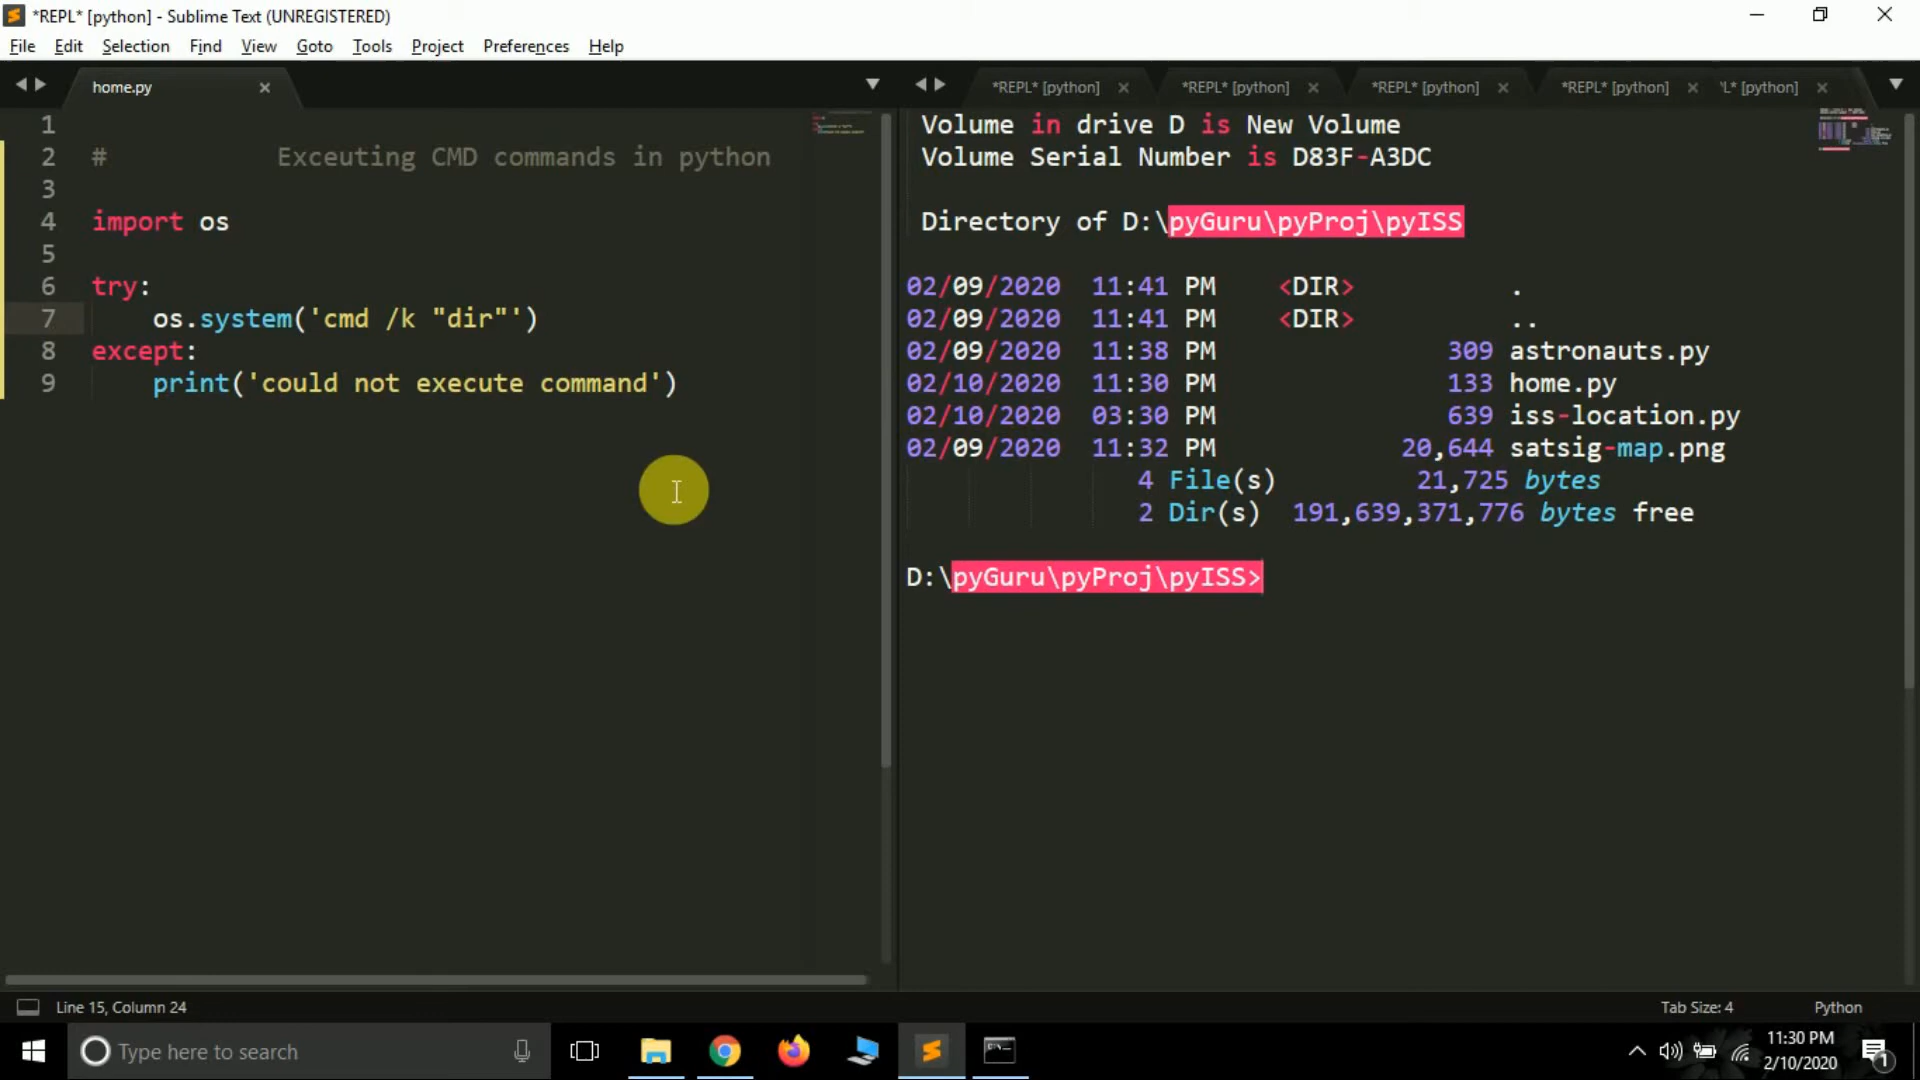 *REPL* [python] - Sublime Text (UNREGISTERED)
File Edit Selection Find View Goto Tools Project Preferences Help
home.py
*REPL* [python] *REPL* [python] *REPL* [python] *REPL* [python] 'L* [python]
1
2 # Exceuting CMD commands in python
3
4 import os
5
6 try:
7 os.system('cmd /k "dir"')
8 except:
9 print('could not execute command')
Volume in drive D is New Volume
Volume Serial Number is D83F-A3DC
Directory of D:\pyGuru\pyProj\pyISS
02/09/2020 11:41 PM <DIR> .
02/09/2020 11:41 PM <DIR> ..
02/09/2020 11:38 PM 309 astronauts.py
02/10/2020 11:30 PM 133 home.py
02/10/2020 03:30 PM 639 iss-location.py
02/09/2020 11:32 PM 20,644 satsig-map.png
4 File(s) 21,725 bytes
2 Dir(s) 191,639,371,776 bytes free
D:\pyGuru\pyProj\pyISS>
Line 15, Column 24
Tab Size: 4 Python
Type here to search
11:30 PM
2/10/2020
1